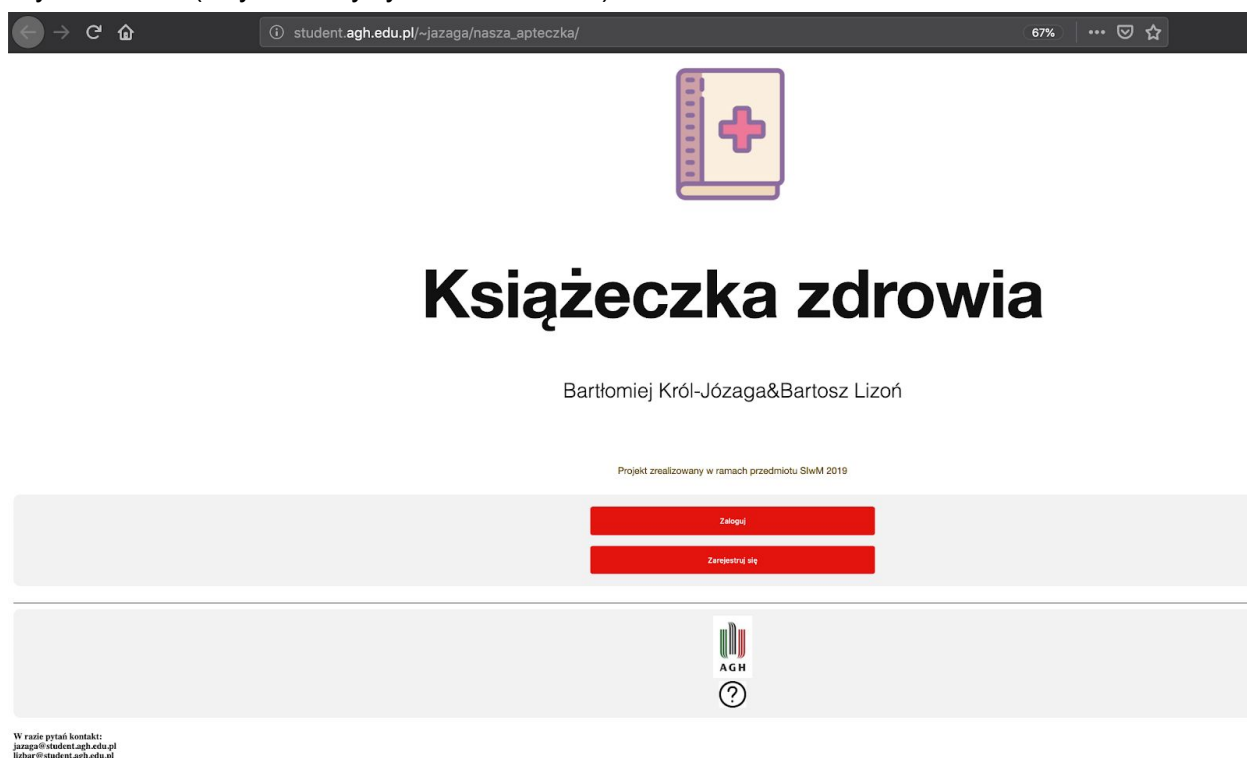 student.agh.edu.pl/~jazaga/nasza_apteczka/ 67%
Książeczka zdrowia
Bartłomiej Król-Józaga&Bartosz Lizoń
Projekt zrealizowany w ramach przedmiotu SIwM 2019
Zaloguj
Zarejestruj się
AGH
?
W razie pytań kontakt:
jazaga@student.agh.edu.pl
lizbar@student.agh.edu.pl